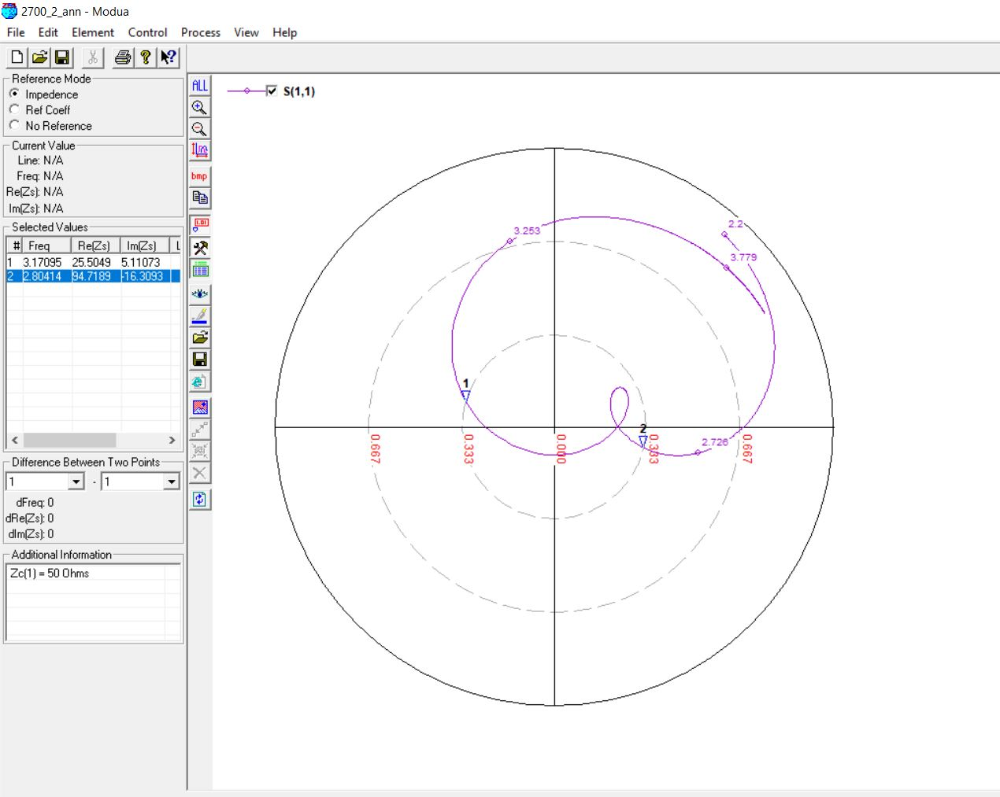 2700_2_ann - Modua
File Edit Element Control Process View Help
Reference Mode
Impedence
Ref Coeff
No Reference
Current Value
Line: N/A
Freq: N/A
Re(Zs): N/A
Im(Zs): N/A
Selected Values
# Freq Re(Zs) Im(Zs) L
1 3.17095 25.5049 5.11073
2 2.80414 94.7189 -16.3093
Difference Between Two Points
1 - 1
dFreq: 0
dRe(Zs): 0
dIm(Zs): 0
Additional Information
Zc(1) = 50 Ohms
ALL
bmp
1.01
S(1,1)
2.2
3.253
3.779
1
2
2.726
0.667
0.333
0.000
0.333
0.667